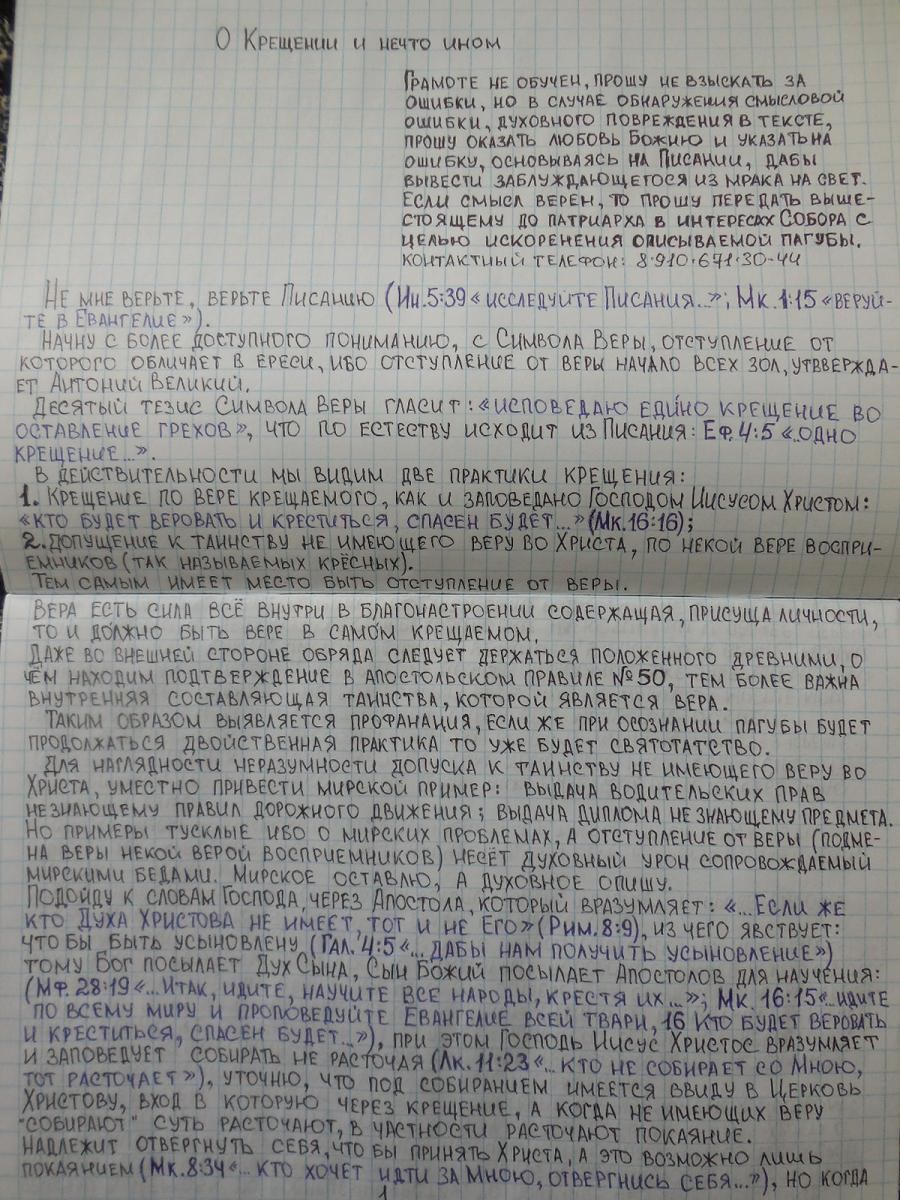 О Крещении и нечто ином
Грамоте не обучен, прошу не взыскать за
ошибки, но в случае обнаружения смысловой
ошибки, духовного повреждения в тексте,
прошу оказать любовь Божию и указать на
ошибку, основываясь на Писании, дабы
вывести заблуждающегося из мрака на свет.
Если смысл верен, то прошу передать выше-
стоящему до патриарха в интересах Собора с
целью искоренения описываемой пагубы.
Контактный телефон: 8·910·671·30-44
Не мне верьте, верьте Писанию (Ин.5:39 «исследуйте Писания...»; Мк.1:15 «веруй-
те в Евангелие»).
Начну с более доступного пониманию, с Символа Веры, отступление от
которого обличает в ереси, ибо отступление от веры начало всех зол, утвержда-
ет Антоний Великий.
Десятый тезис Символа Веры гласит: «исповедаю еди́но крещение во
оставление грехов», что по естеству исходит из Писания: Еф.4:5 «..одно
крещение...».
В действительности мы видим две практики крещения:
1. Крещение по вере крещаемого, как и заповедано Господом Иисусом Христом:
«кто будет веровать и креститься, спасен будет...» (Мк.16:16);
2. Допущение к таинству не имеющего веру во Христа, по некой вере воспри-
емников (так называемых крёсных).
Тем самым имеет место быть отступление от веры.
Вера есть сила всё внутри в благонастроении содержащая, присуща личности,
то и должно быть вере в самом крещаемом.
Даже во внешней стороне обряда следует держаться положенного древними, о
чём находим подтверждение в Апостольском правиле №50, тем более важна
внутренняя составляющая таинства, которой является вера.
Таким образом выявляется профанация, если же при осознании пагубы будет
продолжаться двойственная практика то уже будет святотатство.
Для наглядности неразумности допуска к таинству не имеющего веру во
Христа, уместно привести мирской пример: выдача водительских прав
незнающему правил дорожного движения; выдача диплома не знающему предмета.
Но примеры тусклые ибо о мирских проблемах, а отступление от веры (подме-
на веры некой верой восприемников) несёт духовный урон сопровождаемый
мирскими бедами. Мирское оставлю, а духовное опишу.
Подойду к словам Господа, через Апостола, который вразумляет: «...Если же
кто Духа Христова не имеет, тот и не Его» (Рим.8:9), из чего явствует:
что бы быть усыновлену (Гал.4:5 «...дабы нам получить усыновление»)
тому Бог посылает Дух Сына, Сын Божий посылает Апостолов для научения:
(Мф.28:19 «...Итак, идите, научите все народы, крестя их...»; Мк.16:15 «..идите
по всему миру и проповедуйте Евангелие всей твари, 16 кто будет веровать
и креститься, спасен будет...»), при этом Господь Иисус Христос вразумляет
и заповедует собирать не расточая (Лк.11:23 «...кто не собирает со Мною,
тот расточает»), уточню, что под собиранием имеется ввиду в Церковь
Христову, вход в которую через крещение, а когда не имеющих веру
"собирают" суть расточают, в частности расточают покаяние.
Надлежит отвергнуть себя, что бы принять Христа, а это возможно лишь
покаянием (Мк.8:34 «...кто хочет идти за Мною, отвергнись себя...»), но когда
1